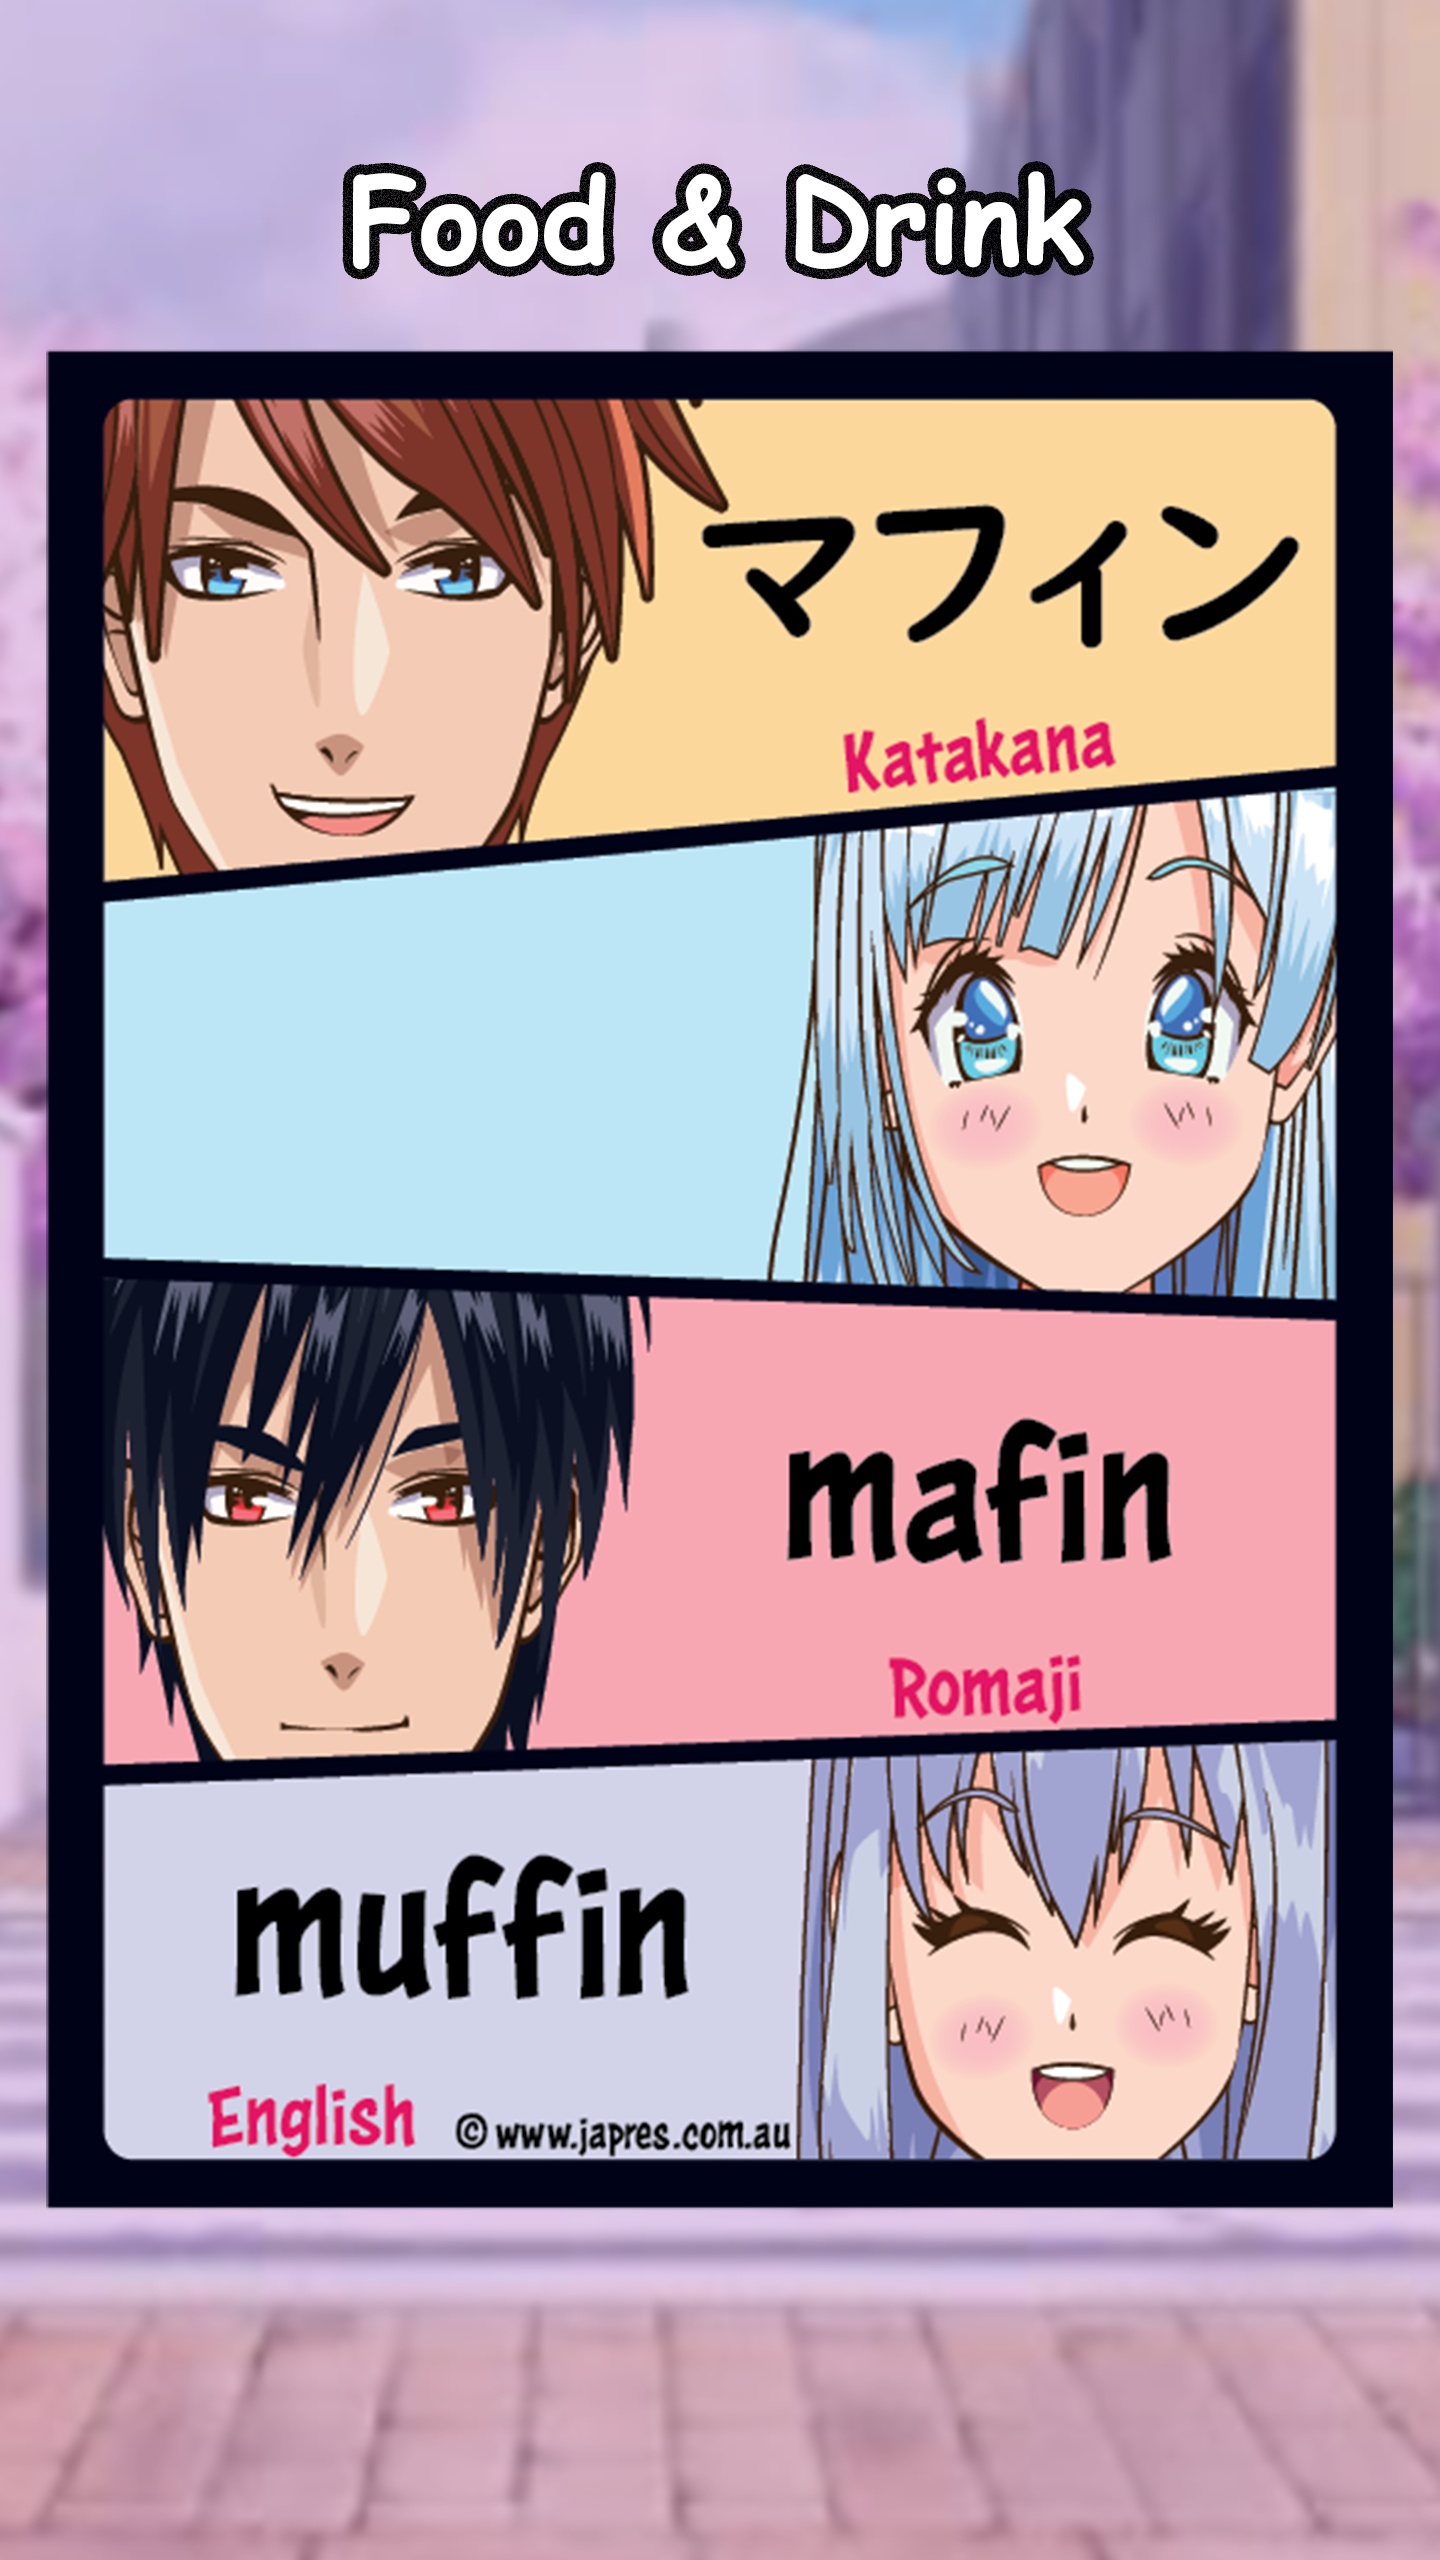 Food & Drink
マフィン
Katakana
mafin
Romaji
muffin
English
© www.japres.com.au